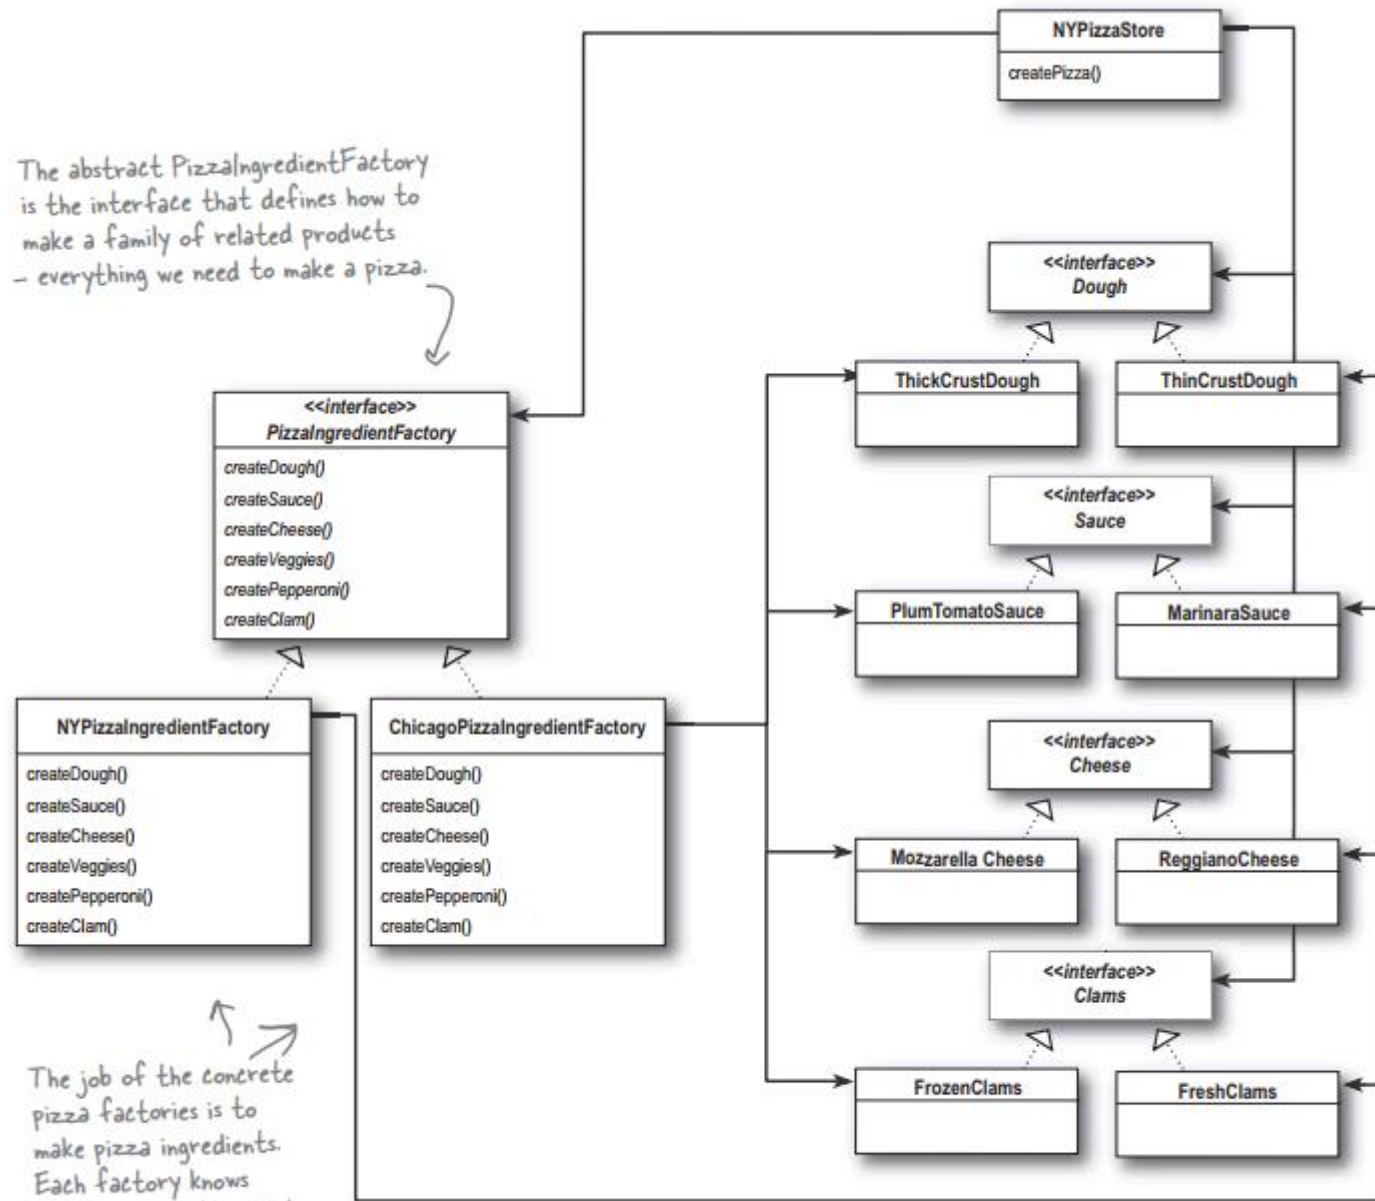 NYPizzaStore
createPizza()
The abstract PizzaIngredientFactory
is the interface that defines how to
make a family of related products
– everything we need to make a pizza.
<<interface>>
PizzaIngredientFactory
createDough()
createSauce()
createCheese()
createVeggies()
createPepperoni()
createClam()
NYPizzaIngredientFactory
createDough()
createSauce()
createCheese()
createVeggies()
createPepperoni()
createClam()
ChicagoPizzaIngredientFactory
createDough()
createSauce()
createCheese()
createVeggies()
createPepperoni()
createClam()
The job of the concrete
pizza factories is to
make pizza ingredients.
Each factory knows
<<interface>>
Dough
ThickCrustDough
ThinCrustDough
<<interface>>
Sauce
PlumTomatoSauce
MarinaraSauce
<<interface>>
Cheese
Mozzarella Cheese
ReggianoCheese
<<interface>>
Clams
FrozenClams
FreshClams